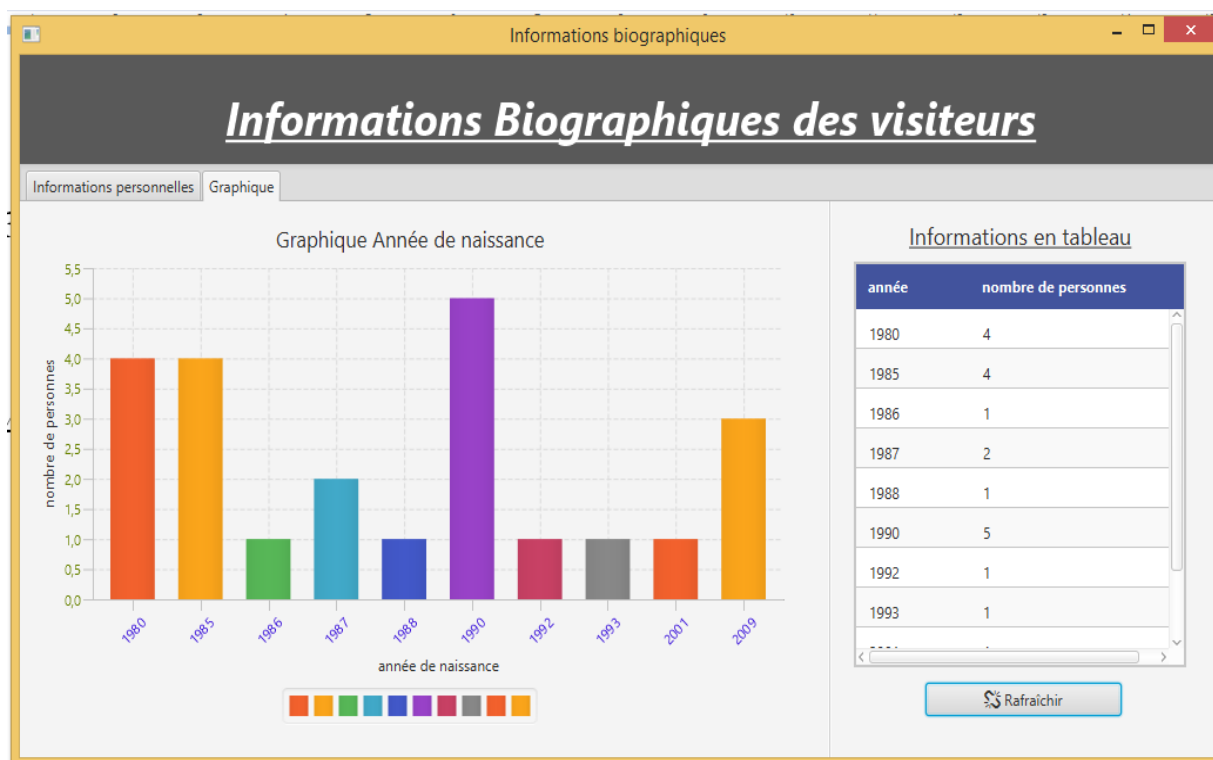 Informations biographiques
Informations Biographiques des visiteurs
Informations personnelles Graphique
Graphique Année de naissance
5,5
5,0
4,5
4,0
3,5
3,0
2,5
2,0
1,5
1,0
0,5
0,0
nombre de personnes
1980 1985 1986 1987 1988 1990 1992 1993 2001 2009
année de naissance
Informations en tableau
année nombre de personnes
1980 4
1985 4
1986 1
1987 2
1988 1
1990 5
1992 1
1993 1
Rafraîchir